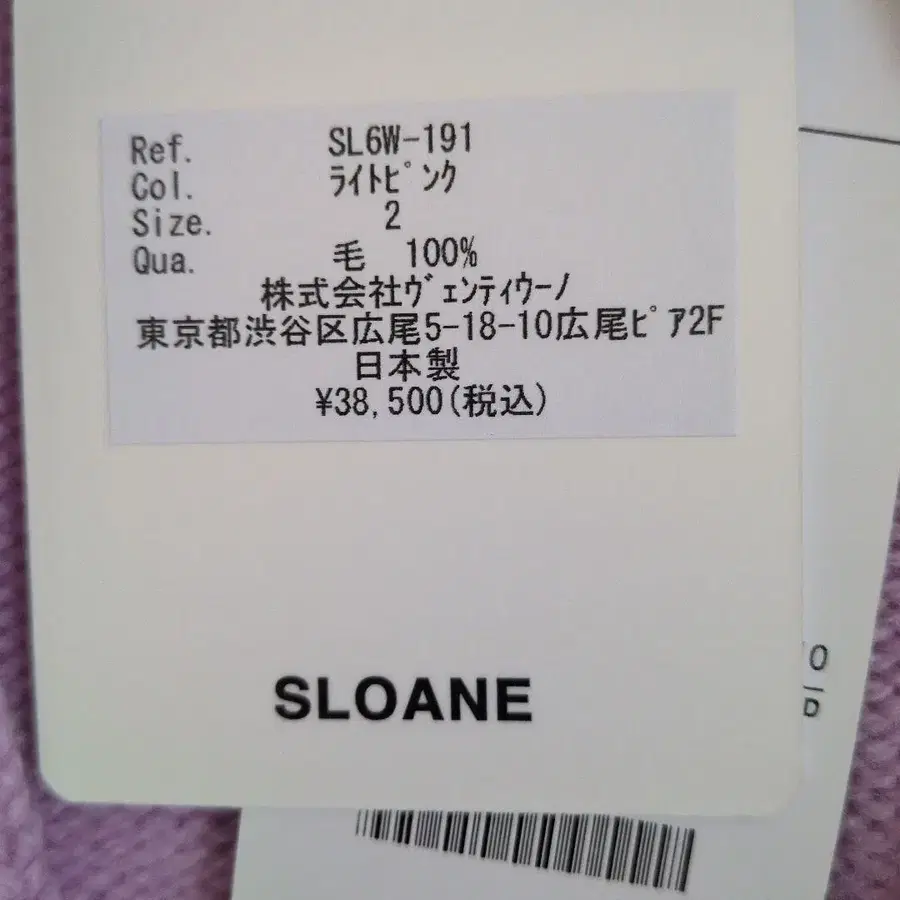 Ref. SL6W-191
Col. ﾗｲﾄﾋﾟﾝｸ
Size. 2
Qua. 毛 100%
株式会社ｳﾞｪﾝﾃｨｳｰﾉ
東京都渋谷区広尾5-18-10広尾ﾋﾟｱ2F
日本製
¥38,500(税込)
SLOANE